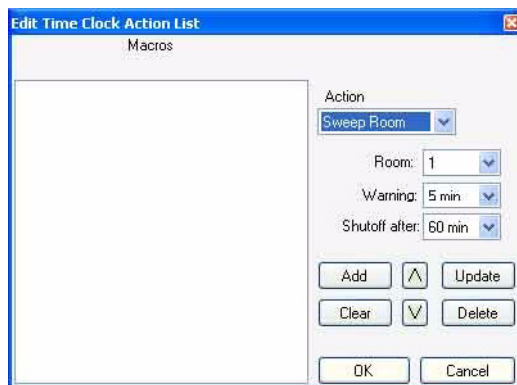 Edit Time Clock Action List
Macros
Action
Sweep Room
Room: 1
Warning: 5 min
Shutoff after: 60 min
Add Update
Clear Delete
OK Cancel